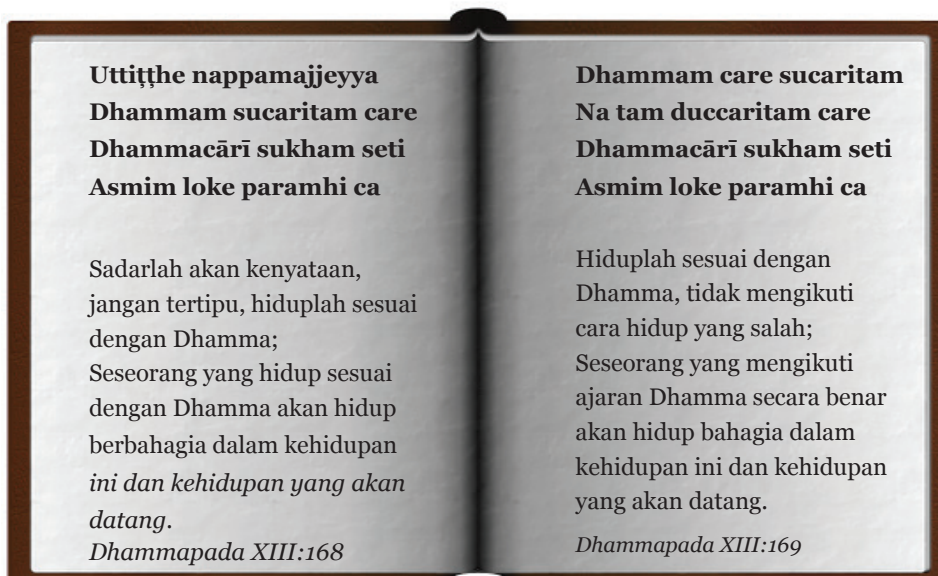 Uttiṭṭhe nappamajjeyya
Dhammam sucaritam care
Dhammacārī sukham seti
Asmim loke paramhi ca
Sadarlah akan kenyataan,
jangan tertipu, hiduplah sesuai
dengan Dhamma;
Seseorang yang hidup sesuai
dengan Dhamma akan hidup
berbahagia dalam kehidupan
ini dan kehidupan yang akan
datang.
Dhammapada XIII:168
Dhammam care sucaritam
Na tam duccaritam care
Dhammacārī sukham seti
Asmim loke paramhi ca
Hiduplah sesuai dengan
Dhamma, tidak mengikuti
cara hidup yang salah;
Seseorang yang mengikuti
ajaran Dhamma secara benar
akan hidup bahagia dalam
kehidupan ini dan kehidupan
yang akan datang.
Dhammapada XIII:169